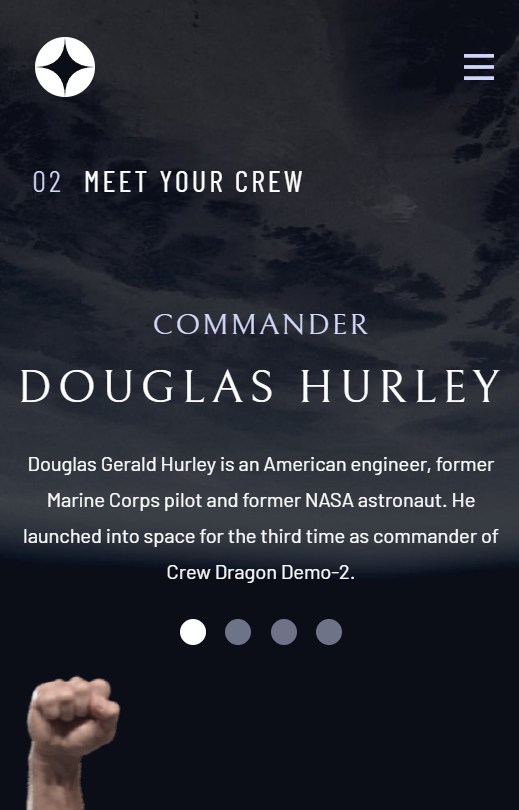 02 MEET YOUR CREW
COMMANDER
DOUGLAS HURLEY
Douglas Gerald Hurley is an American engineer, former
Marine Corps pilot and former NASA astronaut. He
launched into space for the third time as commander of
Crew Dragon Demo-2.